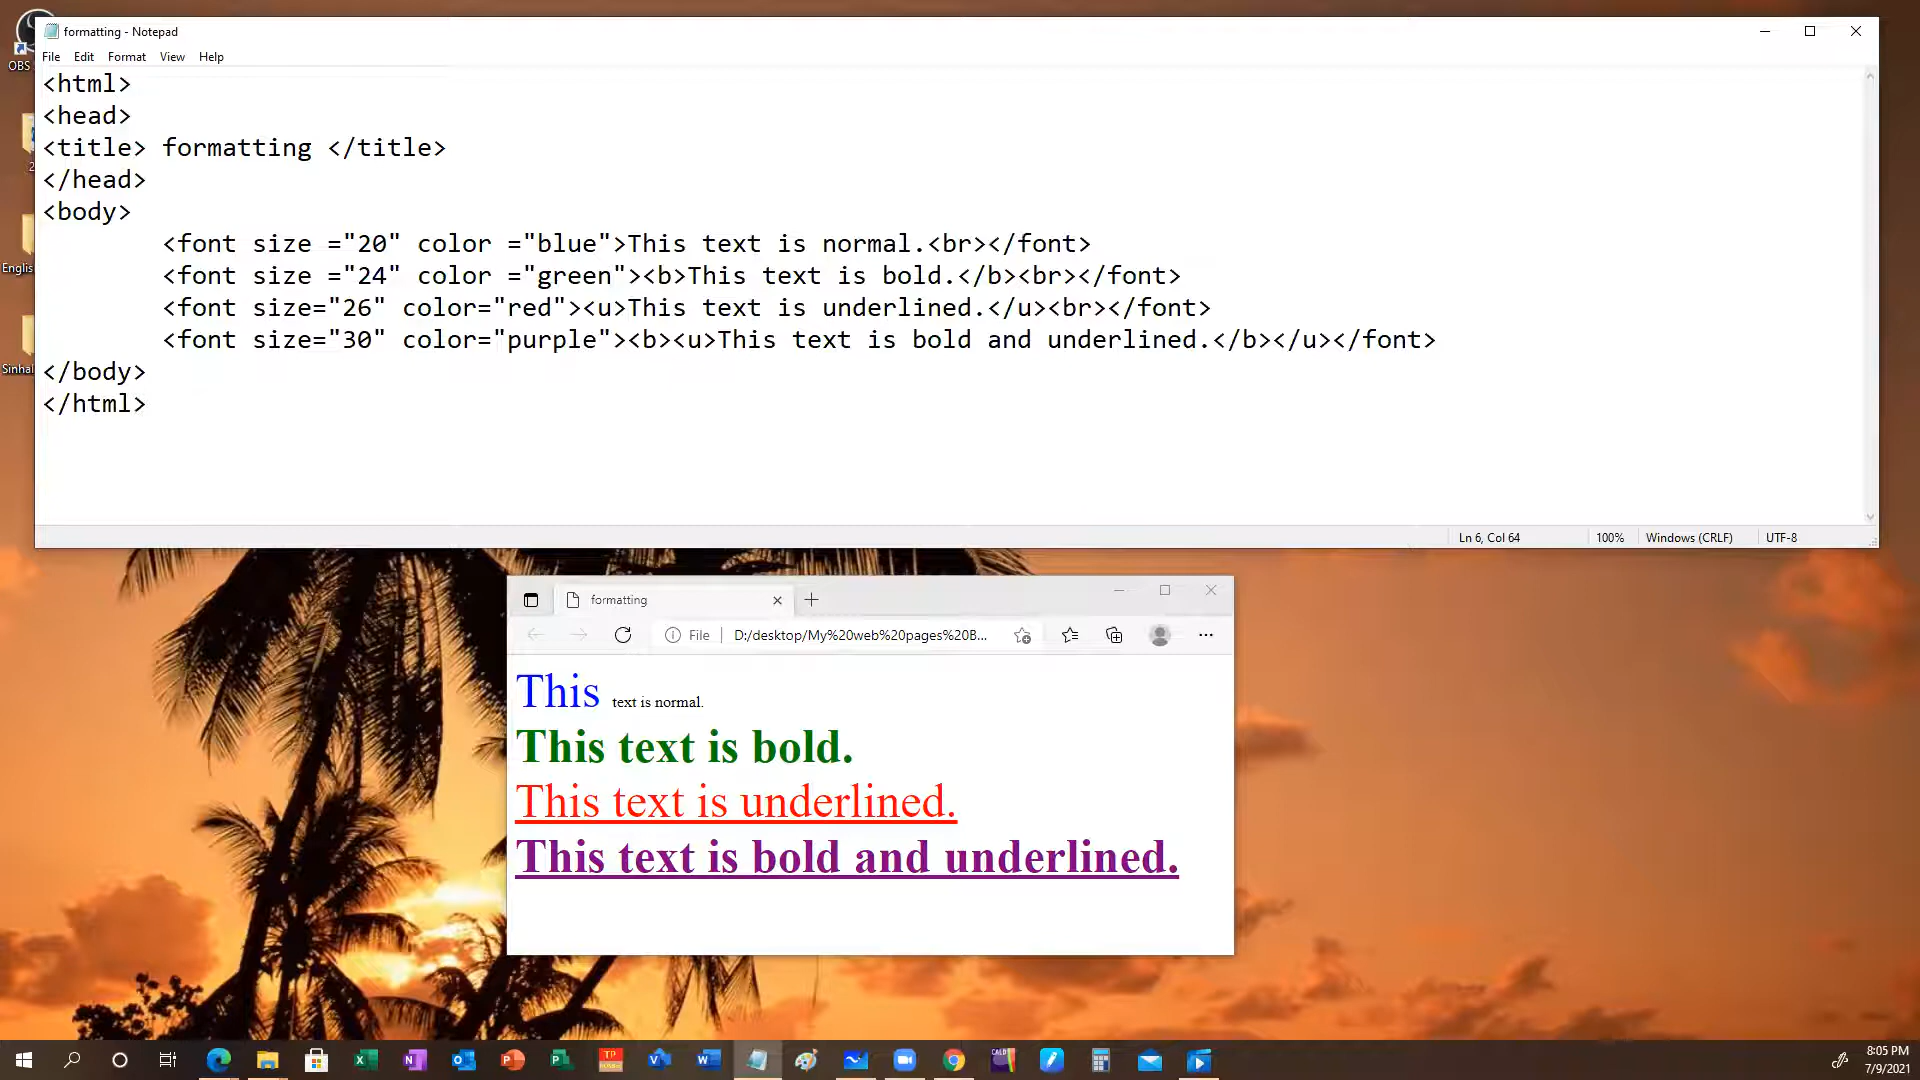 formatting - Notepad
File Edit Format View Help
<html>
<head>
<title> formatting </title>
</head>
<body>
<font size ="20" color ="blue">This text is normal.<br></font>
<font size ="24" color ="green"><b>This text is bold.</b><br></font>
<font size="26" color="red"><u>This text is underlined.</u><br></font>
<font size="30" color="purple"><b><u>This text is bold and underlined.</b></u></font>
</body>
</html>
Ln 6, Col 64 100% Windows (CRLF) UTF-8
OBS
2
Englis
Sinhal
formatting
File D:/desktop/My%20web%20pages%20B...
This text is normal.
This text is bold.
This text is underlined.
This text is bold and underlined.
8:05 PM
7/9/2021